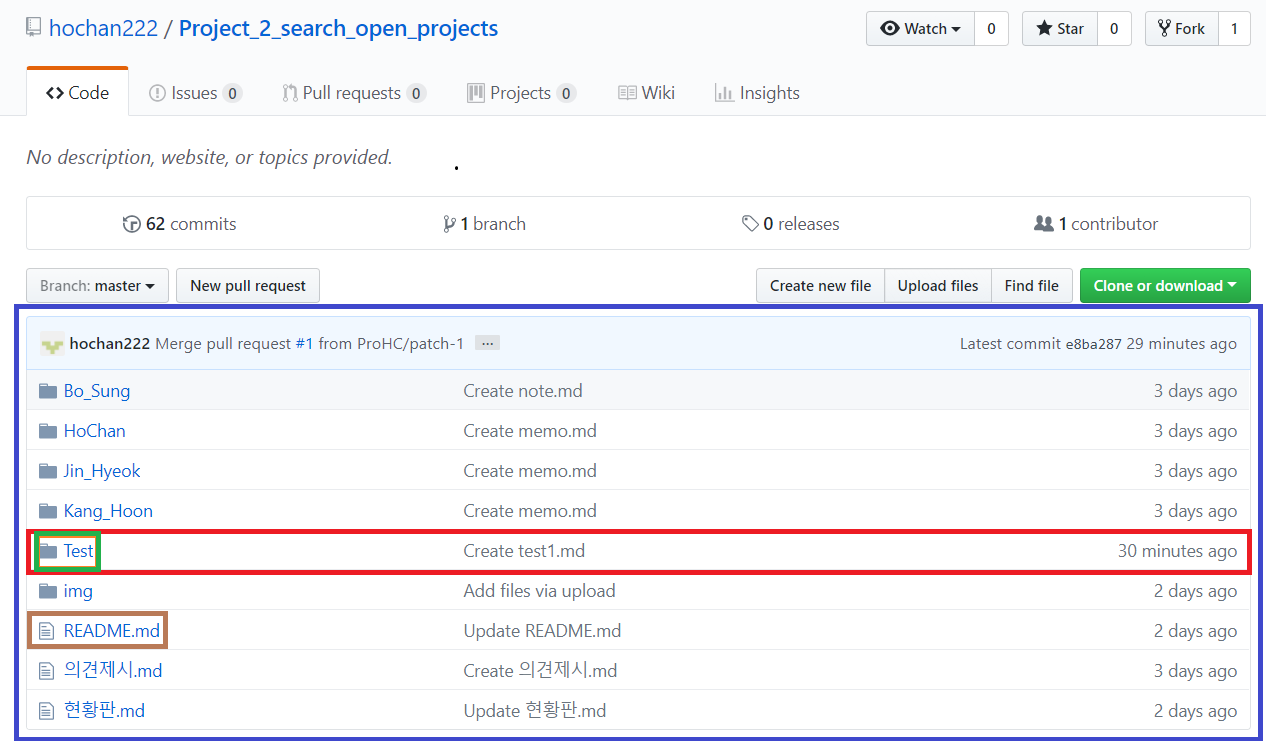 hochan222 / Project_2_search_open_projects Watch 0 Star 0 Fork 1
Code Issues 0 Pull requests 0 Projects 0 Wiki Insights
No description, website, or topics provided.
62 commits 1 branch 0 releases 1 contributor
Branch: master New pull request Create new file Upload files Find file Clone or download
hochan222 Merge pull request #1 from ProHC/patch-1 ... Latest commit e8ba287 29 minutes ago
Bo_Sung Create note.md 3 days ago
HoChan Create memo.md 3 days ago
Jin_Hyeok Create memo.md 3 days ago
Kang_Hoon Create memo.md 3 days ago
Test Create test1.md 30 minutes ago
img Add files via upload 2 days ago
README.md Update README.md 2 days ago
의견제시.md Create 의견제시.md 3 days ago
현황판.md Update 현황판.md 2 days ago